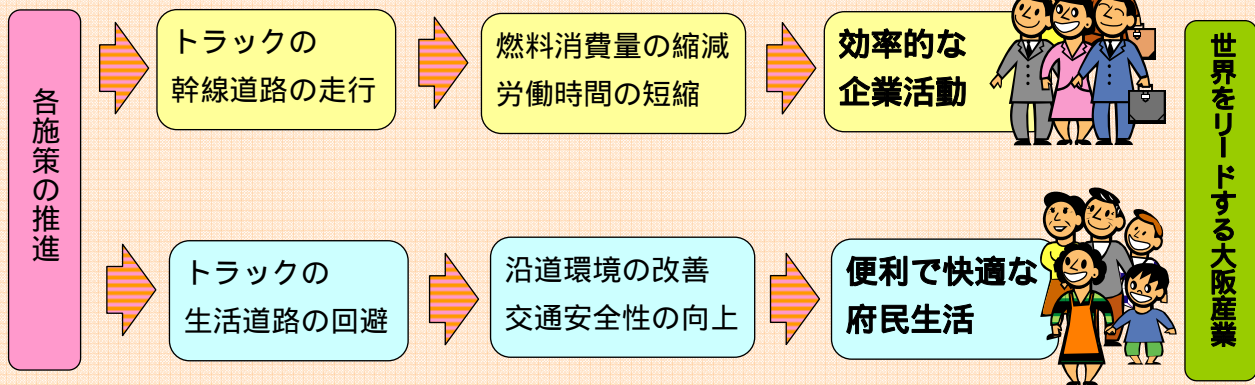 各施策の推進
トラックの
幹線道路の走行
燃料消費量の縮減
労働時間の短縮
効率的な
企業活動
トラックの
生活道路の回避
沿道環境の改善
交通安全性の向上
便利で快適な
府民生活
世界をリードする大阪産業